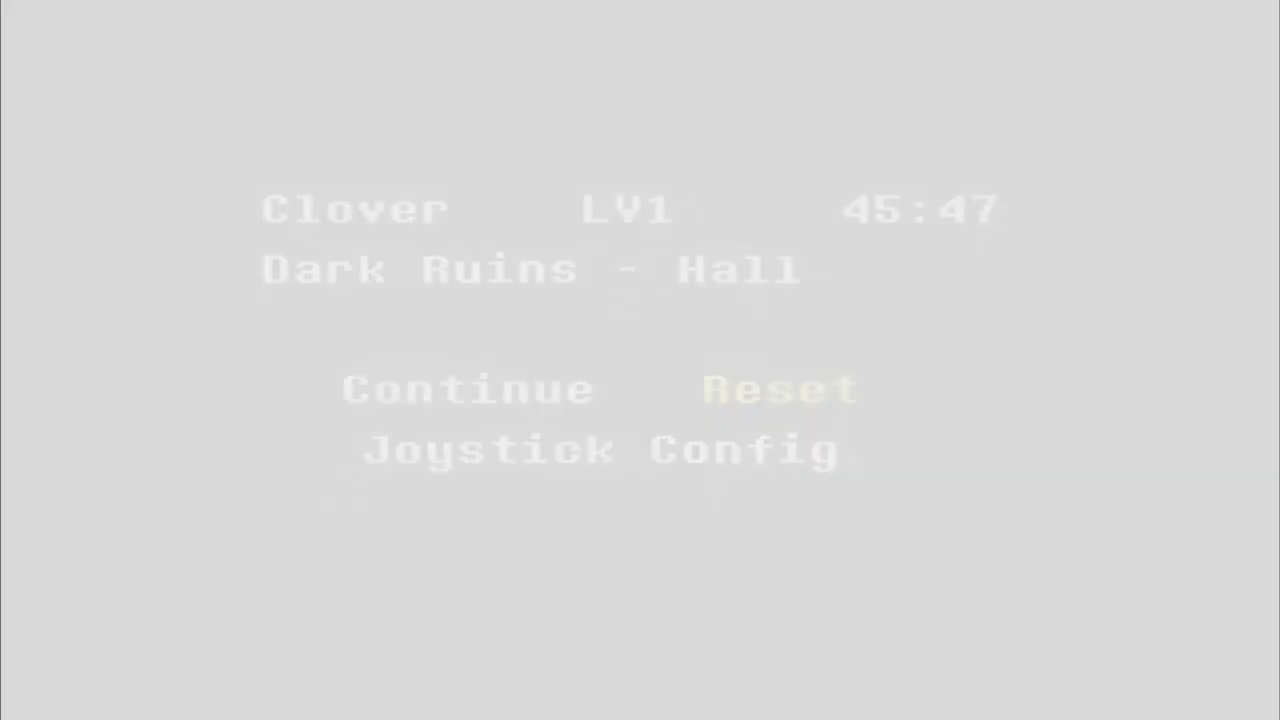 Clover LV1 45:47
Dark Ruins - Hall
Continue Reset
Joystick Config